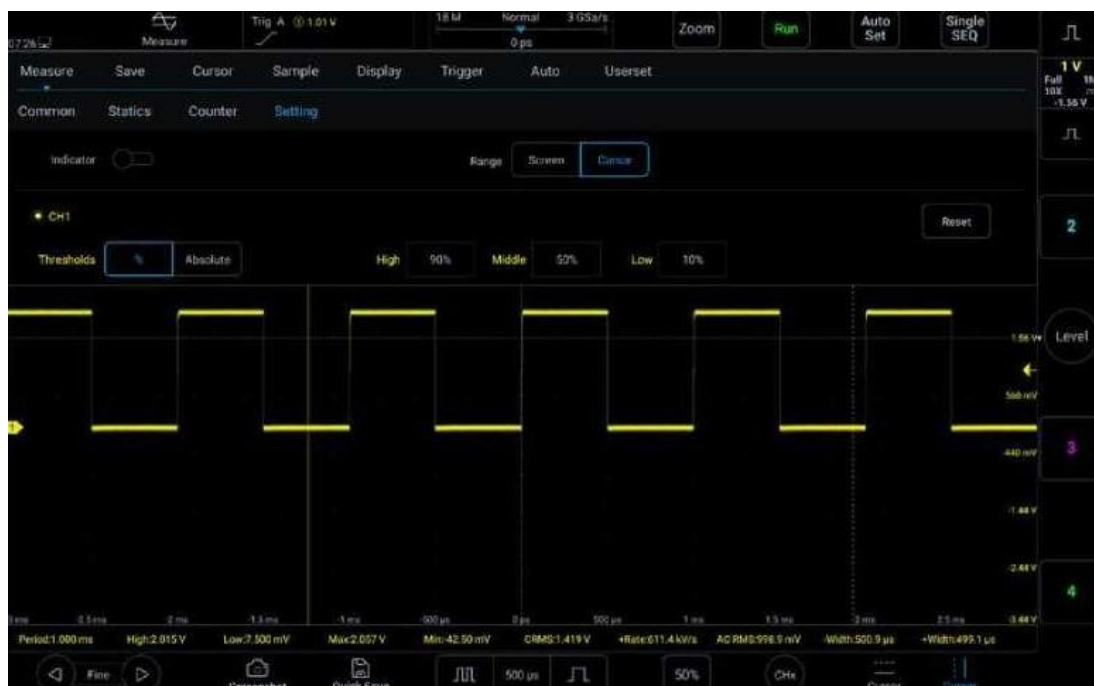 Trig A ① 1.01 V
18 M Normal 3 GSa/s
0 ps
07:26
Measure
Zoom
Run
Auto Set
Single SEQ
Measure Save Cursor Sample Display Trigger Auto Userset
1 V
Full
10X
-1.56 V
Common Statics Counter Setting
Indicator
Range Screen Cursor
CH1
Reset
2
Thresholds % Absolute High 90% Middle 50% Low 10%
1.56 V
Level
560 mV
1
3
-440 mV
-1.44 V
-2.44 V
4
-2 ms -1.5 ms -1 ms -500 µs 0 ps 500 µs 1 ms 1.5 ms 2 ms 2.5 ms -3.44 V
Period:1.000 ms High:2.015 V Low:7.500 mV Max:2.057 V Min:-42.50 mV CRMS:1.419 V +Rate:611.4 kV/s AC RMS:998.9 mV -Width:500.9 µs +Width:499.1 µs
Fine
Screenshot
Quick Save
500 µs
50%
CHx
Cursor
Cursor